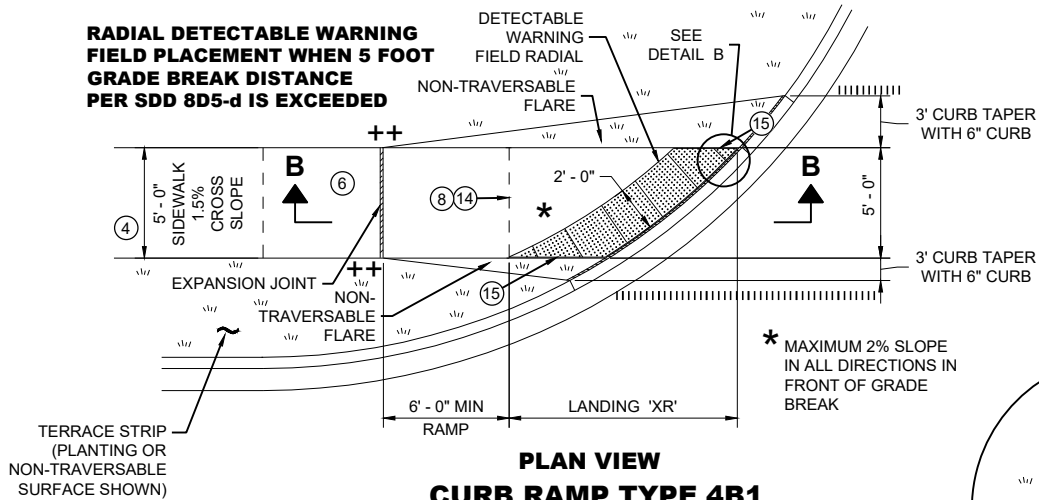 RADIAL DETECTABLE WARNING
FIELD PLACEMENT WHEN 5 FOOT
GRADE BREAK DISTANCE
PER SDD 8D5-d IS EXCEEDED
DETECTABLE
WARNING
FIELD RADIAL
SEE
DETAIL B
NON-TRAVERSABLE
FLARE
15
3' CURB TAPER
WITH 6" CURB
++
B
6
8 14
2' - 0"
*
B
5' - 0"
4
5' - 0"
SIDEWALK
1.5%
CROSS
SLOPE
++
EXPANSION JOINT
NON-
TRAVERSABLE
FLARE
15
3' CURB TAPER
WITH 6" CURB
* MAXIMUM 2% SLOPE
IN ALL DIRECTIONS IN
FRONT OF GRADE
BREAK
6' - 0" MIN
RAMP
LANDING 'XR'
TERRACE STRIP
(PLANTING OR
NON-TRAVERSABLE
SURFACE SHOWN)
PLAN VIEW
CURB RAMP TYPE 4B1